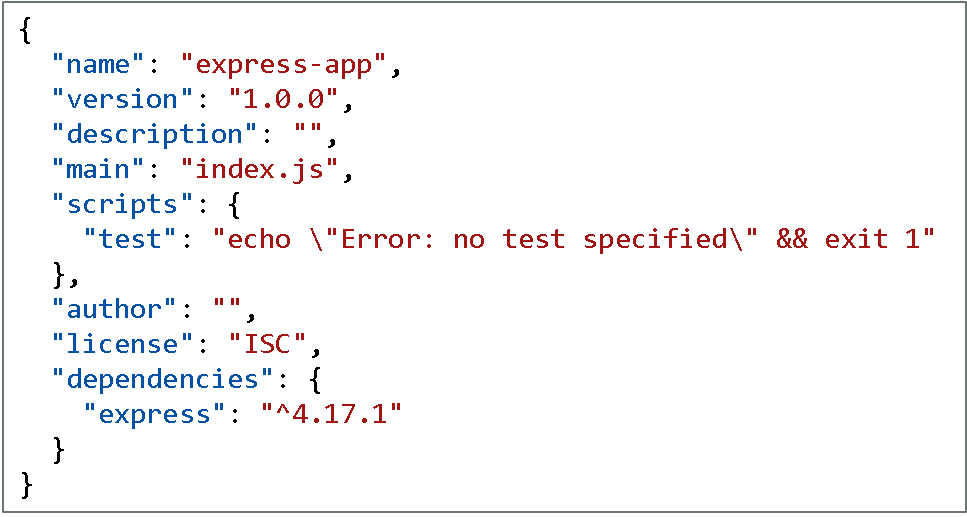 {
  "name": "express-app",
  "version": "1.0.0",
  "description": "",
  "main": "index.js",
  "scripts": {
    "test": "echo \"Error: no test specified\" && exit 1"
  },
  "author": "",
  "license": "ISC",
  "dependencies": {
    "express": "^4.17.1"
  }
}